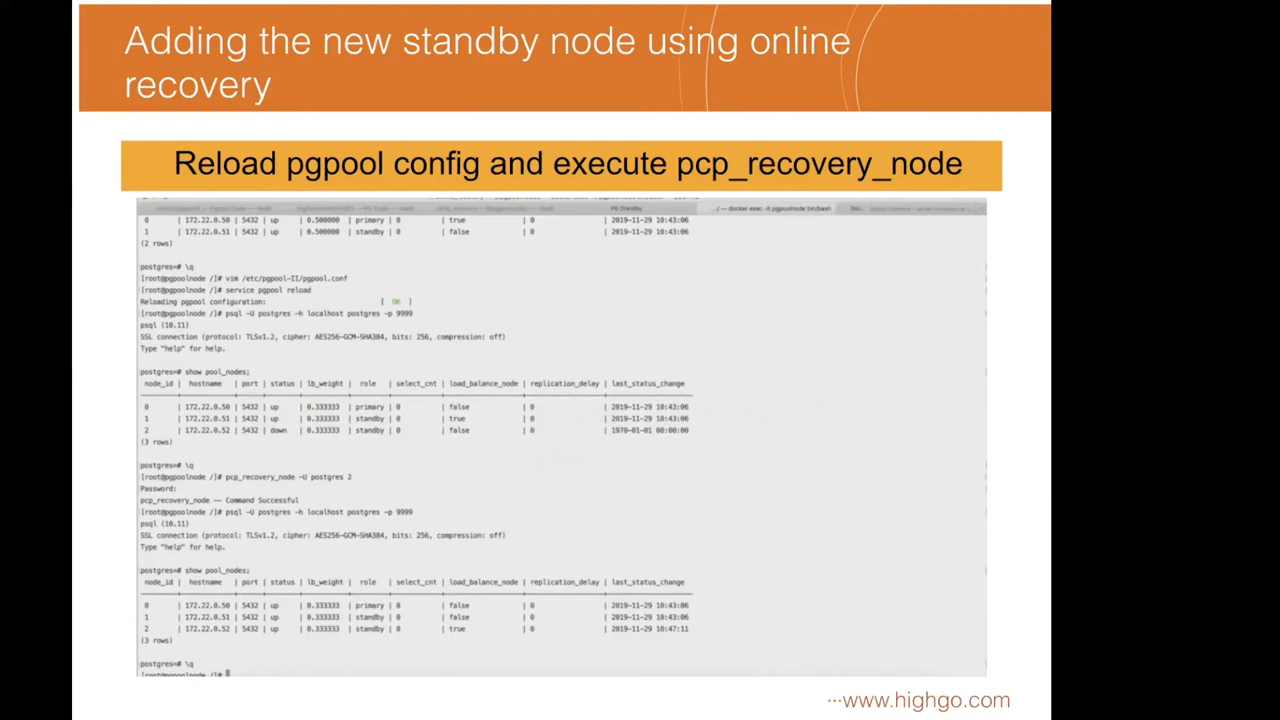 Adding the new standby node using online
recovery
Reload pgpool config and execute pcp_recovery_node
PG Standby
.../ — docker exec -it pgpoolnode bin/bash
0 | 172.22.0.50 | 5432 | up | 0.500000 | primary | 0 | true | 0 | 2019-11-29 10:43:06
1 | 172.22.0.51 | 5432 | up | 0.500000 | standby | 0 | false | 0 | 2019-11-29 10:43:06
(2 rows)
postgres=# \q
[root@pgpoolnode /]# vim /etc/pgpool-II/pgpool.conf
[root@pgpoolnode /]# service pgpool reload
Reloading pgpool configuration: [ OK ]
[root@pgpoolnode /]# psql -U postgres -h localhost postgres -p 9999
psql (10.11)
SSL connection (protocol: TLSv1.2, cipher: AES256-GCM-SHA384, bits: 256, compression: off)
Type "help" for help.
postgres=# show pool_nodes;
node_id | hostname | port | status | lb_weight | role | select_cnt | load_balance_node | replication_delay | last_status_change
0 | 172.22.0.50 | 5432 | up | 0.333333 | primary | 0 | false | 0 | 2019-11-29 10:43:06
1 | 172.22.0.51 | 5432 | up | 0.333333 | standby | 0 | true | 0 | 2019-11-29 10:43:06
2 | 172.22.0.52 | 5432 | down | 0.333333 | standby | 0 | false | 0 | 1970-01-01 00:00:00
(3 rows)
postgres=# \q
[root@pgpoolnode /]# pcp_recovery_node -U postgres 2
Password:
pcp_recovery_node -- Command Successful
[root@pgpoolnode /]# psql -U postgres -h localhost postgres -p 9999
psql (10.11)
SSL connection (protocol: TLSv1.2, cipher: AES256-GCM-SHA384, bits: 256, compression: off)
Type "help" for help.
postgres=# show pool_nodes;
node_id | hostname | port | status | lb_weight | role | select_cnt | load_balance_node | replication_delay | last_status_change
0 | 172.22.0.50 | 5432 | up | 0.333333 | primary | 0 | false | 0 | 2019-11-29 10:43:06
1 | 172.22.0.51 | 5432 | up | 0.333333 | standby | 0 | false | 0 | 2019-11-29 10:43:06
2 | 172.22.0.52 | 5432 | up | 0.333333 | standby | 0 | true | 0 | 2019-11-29 10:47:11
(3 rows)
postgres=# \q
[root@pgpoolnode /]#
···www.highgo.com